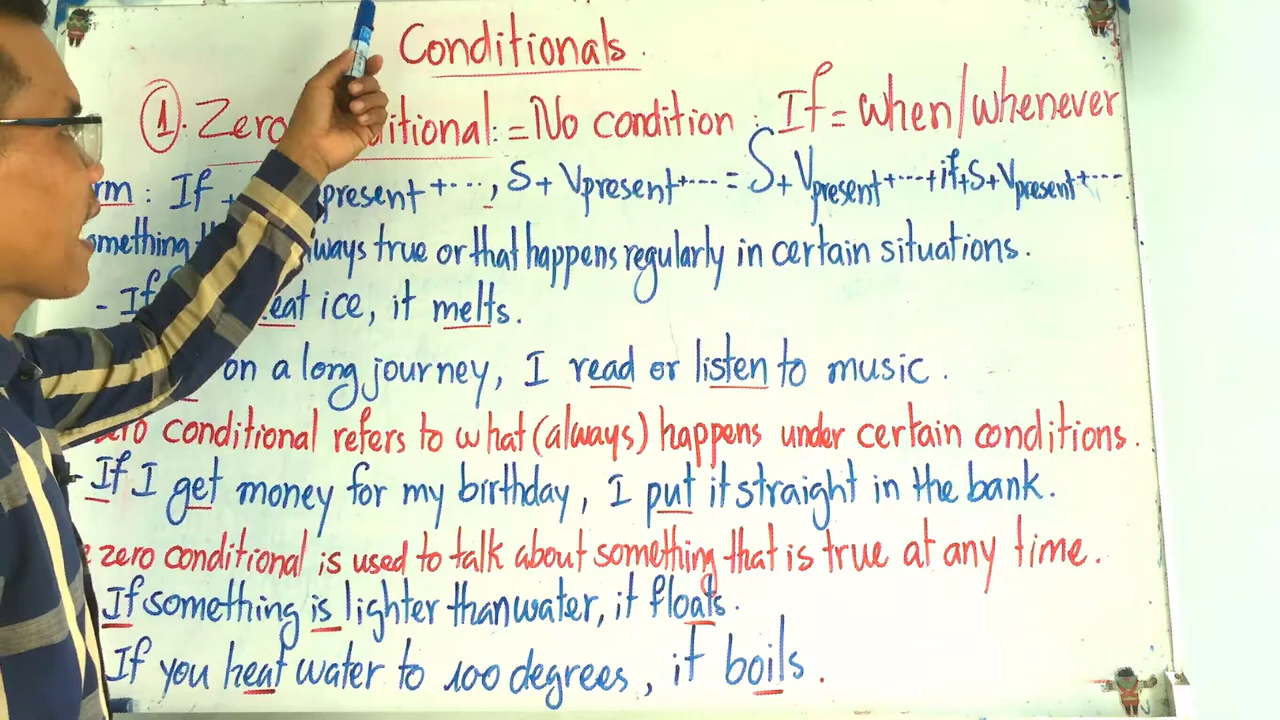 Conditionals.
①. Zero ditional: = No condition : If = when/whenever
rm : If + present + ..., S + Vpresent + ... = S + Vpresent + ... + if + S + Vpresent + ...
omething ways true or that happens regularly in certain situations.
- If eat ice, it melts.
on a long journey, I read or listen to music.
ero conditional refers to what (always) happens under certain conditions.
- If I get money for my birthday, I put it straight in the bank.
e zero conditional is used to talk about something that is true at any time.
If something is lighter than water, it floats.
If you heat water to 100 degrees, it boils.